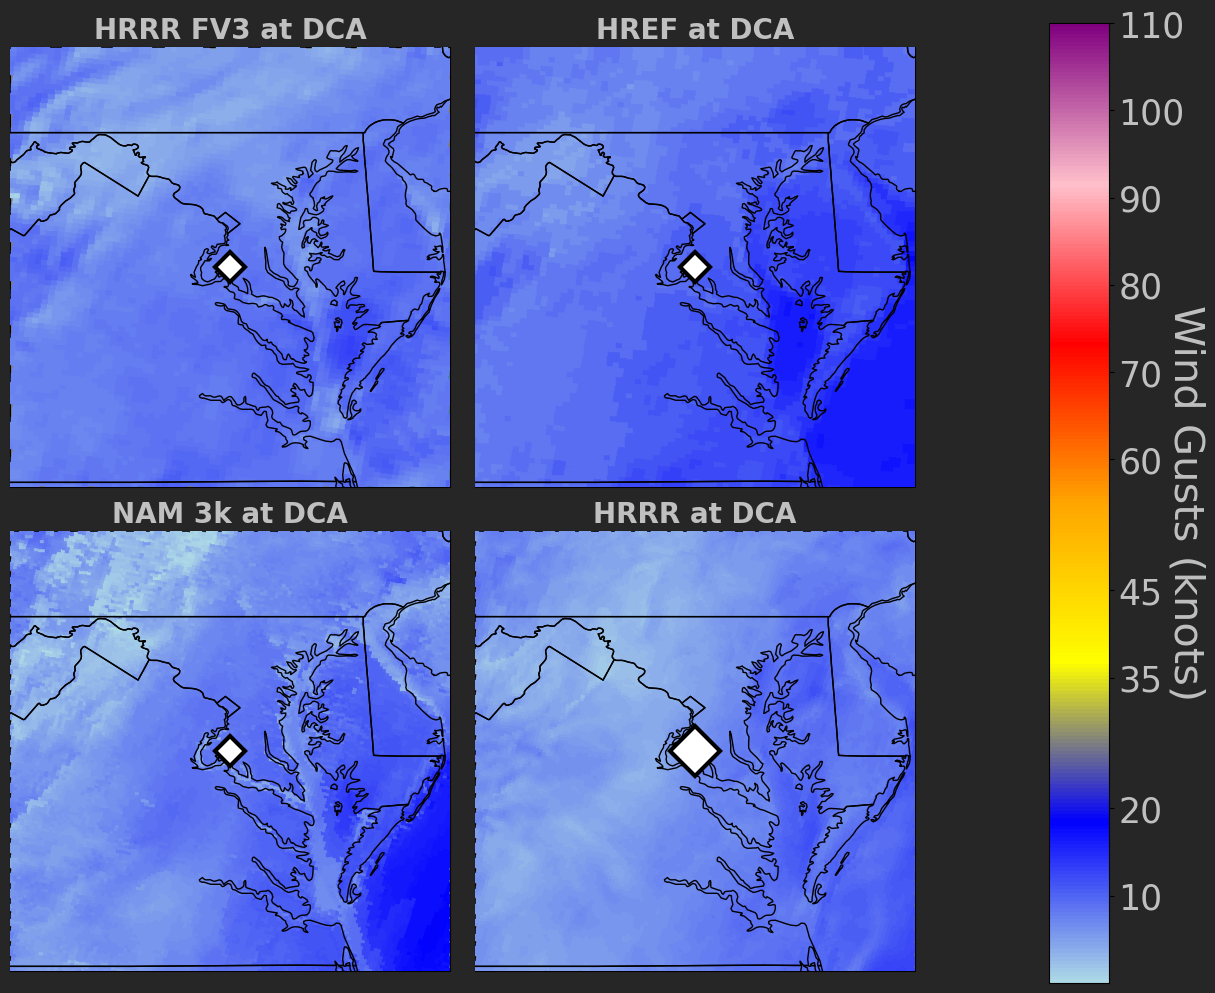 HRRR FV3 at DCA
HREF at DCA
NAM 3k at DCA
HRRR at DCA
110
100
90
80
70
60
45
35
20
10
Wind Gusts (knots)